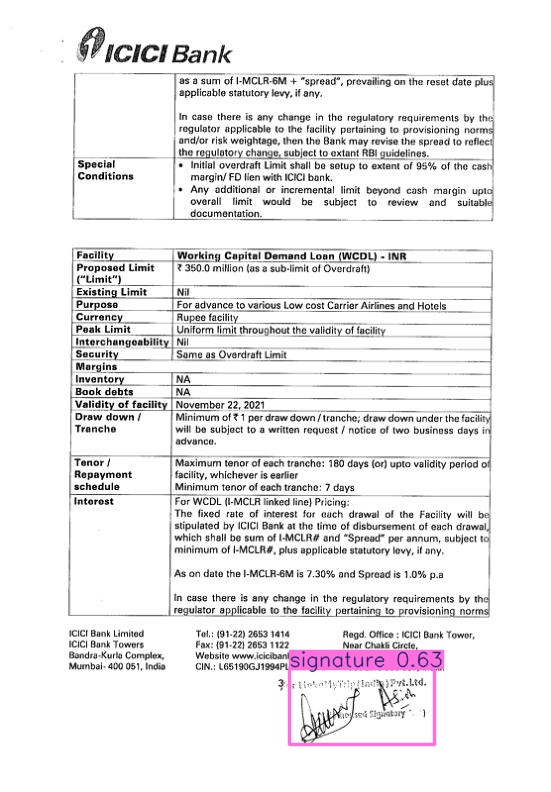 ICICI Bank
as a sum of I-MCLR-6M + "spread", prevailing on the reset date plus
applicable statutory levy, if any.
In case there is any change in the regulatory requirements by the
regulator applicable to the facility pertaining to provisioning norms
and/or risk weightage, then the Bank may revise the spread to reflect
the regulatory change, subject to extant RBI guidelines.
Special
Conditions
• Initial overdraft Limit shall be setup to extent of 95% of the cash
margin/ FD lien with ICICI bank.
• Any additional or incremental limit beyond cash margin upto
overall limit would be subject to review and suitable
documentation.
Facility
Working Capital Demand Loan (WCDL) - INR
Proposed Limit
("Limit")
₹ 350.0 million (as a sub-limit of Overdraft)
Existing Limit
Nil
Purpose
For advance to various Low cost Carrier Airlines and Hotels
Currency
Rupee facility
Peak Limit
Uniform limit throughout the validity of facility
Interchangeability
Nil
Security
Same as Overdraft Limit
Margins
Inventory
NA
Book debts
NA
Validity of facility
November 22, 2021
Draw down /
Tranche
Minimum of ₹ 1 per draw down / tranche; draw down under the facility
will be subject to a written request / notice of two business days in
advance.
Tenor /
Repayment
schedule
Maximum tenor of each tranche: 180 days (or) upto validity period of
facility, whichever is earlier
Minimum tenor of each tranche: 7 days
Interest
For WCDL (I-MCLR linked line) Pricing:
The fixed rate of interest for each drawal of the Facility will be
stipulated by ICICI Bank at the time of disbursement of each drawal,
which shall be sum of I-MCLR# and "Spread" per annum, subject to
minimum of I-MCLR#, plus applicable statutory levy, if any.
As on date the I-MCLR-6M is 7.30% and Spread is 1.0% p.a
In case there is any change in the regulatory requirements by the
regulator applicable to the facility pertaining to provisioning norms
ICICI Bank Limited
ICICI Bank Towers
Bandra-Kurla Complex,
Mumbai- 400 051, India
Tel.: (91-22) 2653 1414
Fax: (91-22) 2653 1122
Website www.iciciban
CIN.: L65190GJ1994PL
Regd. Office : ICICI Bank Tower,
Near Chakli Circle,
signature 0.63
3
Pvt.Ltd.
Signatory